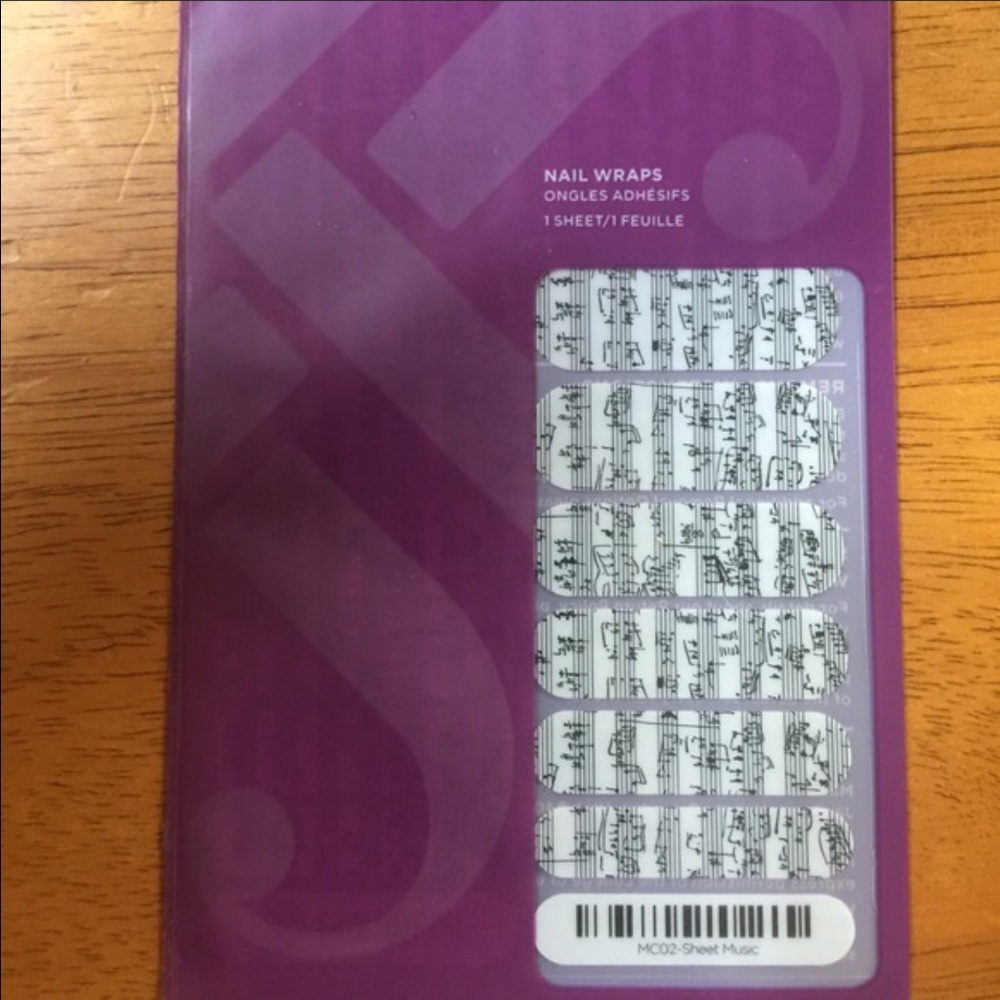 NAIL WRAPS
ONGLES ADHÉSIFS
1 SHEET/1 FEUILLE
MC02-Sheet Music